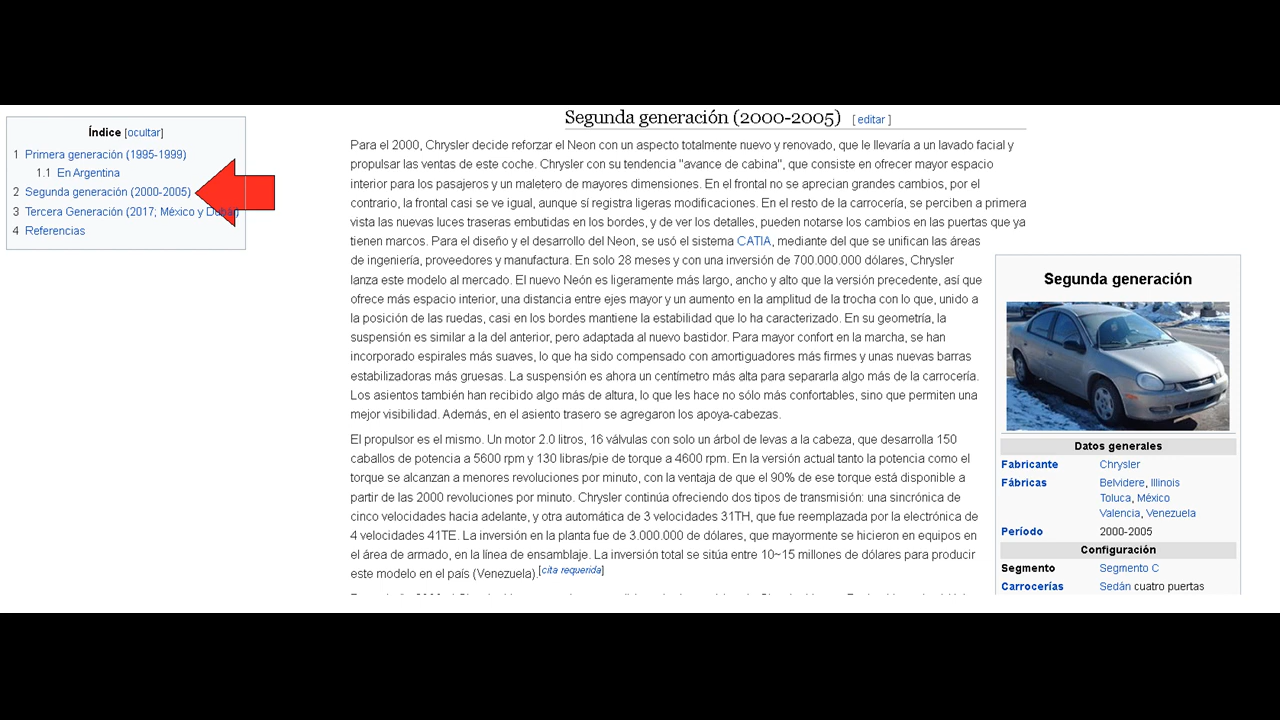 Índice [ocultar]
1 Primera generación (1995-1999)
1.1 En Argentina
2 Segunda generación (2000-2005)
3 Tercera Generación (2017; México y Dubái)
4 Referencias
Segunda generación (2000-2005) [ editar ]
Para el 2000, Chrysler decide reforzar el Neon con un aspecto totalmente nuevo y renovado, que le llevaría a un lavado facial y
propulsar las ventas de este coche. Chrysler con su tendencia "avance de cabina", que consiste en ofrecer mayor espacio
interior para los pasajeros y un maletero de mayores dimensiones. En el frontal no se aprecian grandes cambios, por el
contrario, la frontal casi se ve igual, aunque sí registra ligeras modificaciones. En el resto de la carrocería, se perciben a primera
vista las nuevas luces traseras embutidas en los bordes, y de ver los detalles, pueden notarse los cambios en las puertas que ya
tienen marcos. Para el diseño y el desarrollo del Neon, se usó el sistema CATIA, mediante del que se unifican las áreas
de ingeniería, proveedores y manufactura. En solo 28 meses y con una inversión de 700.000.000 dólares, Chrysler
lanza este modelo al mercado. El nuevo Neón es ligeramente más largo, ancho y alto que la versión precedente, así que
ofrece más espacio interior, una distancia entre ejes mayor y un aumento en la amplitud de la trocha con lo que, unido a
la posición de las ruedas, casi en los bordes mantiene la estabilidad que lo ha caracterizado. En su geometría, la
suspensión es similar a la del anterior, pero adaptada al nuevo bastidor. Para mayor confort en la marcha, se han
incorporado espirales más suaves, lo que ha sido compensado con amortiguadores más firmes y unas nuevas barras
estabilizadoras más gruesas. La suspensión es ahora un centímetro más alta para separarla algo más de la carrocería.
Los asientos también han recibido algo más de altura, lo que les hace no sólo más confortables, sino que permiten una
mejor visibilidad. Además, en el asiento trasero se agregaron los apoya-cabezas.
El propulsor es el mismo. Un motor 2.0 litros, 16 válvulas con solo un árbol de levas a la cabeza, que desarrolla 150
caballos de potencia a 5600 rpm y 130 libras/pie de torque a 4600 rpm. En la versión actual tanto la potencia como el
torque se alcanzan a menores revoluciones por minuto, con la ventaja de que el 90% de ese torque está disponible a
partir de las 2000 revoluciones por minuto. Chrysler continúa ofreciendo dos tipos de transmisión: una sincrónica de
cinco velocidades hacia adelante, y otra automática de 3 velocidades 31TH, que fue reemplazada por la electrónica de
4 velocidades 41TE. La inversión en la planta fue de 3.000.000 de dólares, que mayormente se hicieron en equipos en
el área de armado, en la línea de ensamblaje. La inversión total se sitúa entre 10~15 millones de dólares para producir
este modelo en el país (Venezuela).[cita requerida]
Segunda generación
Datos generales
Fabricante Chrysler
Fábricas Belvidere, Illinois
Toluca, México
Valencia, Venezuela
Período 2000-2005
Configuración
Segmento Segmento C
Carrocerías Sedán cuatro puertas